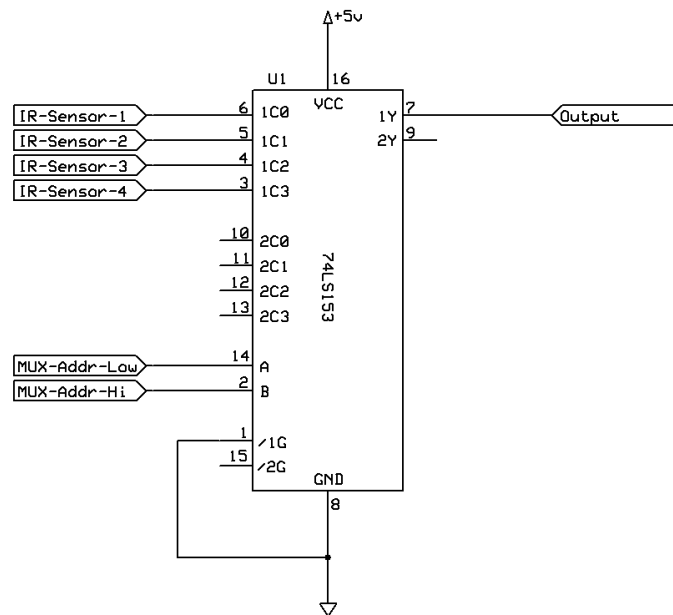 +5v
U1
16
VCC
IR-Sensor-1
6
1C0
1Y
7
Output
IR-Sensor-2
5
1C1
2Y
9
IR-Sensor-3
4
1C2
IR-Sensor-4
3
1C3
10
2C0
11
2C1
12
2C2
13
2C3
74LS153
MUX-Addr-Low
14
A
MUX-Addr-Hi
2
B
1
/1G
15
/2G
GND
8